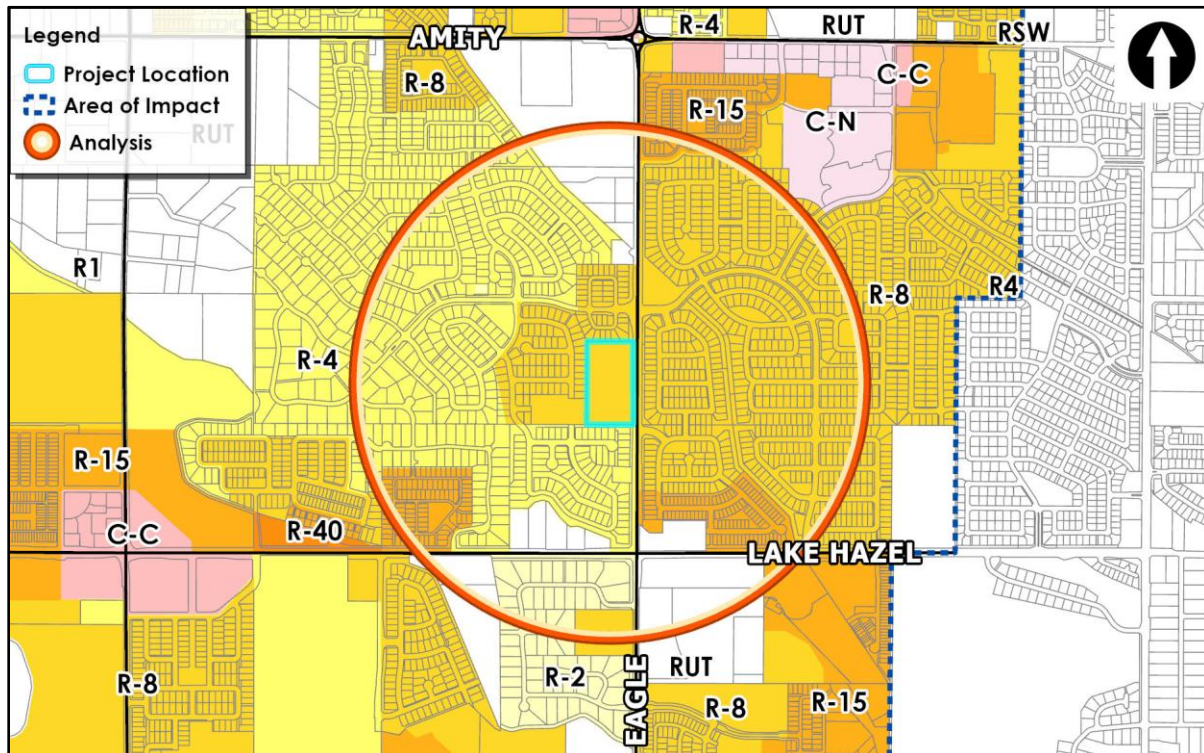 Legend
Project Location
Area of Impact
Analysis
AMITY
R-4
RUT
RSW
R-8
C-C
RUT
R-15
C-N
R1
R4
R-8
R-4
R-15
C-C
R-40
LAKE HAZEL
R-8
R-2
EAGLE
RUT
R-8
R-15